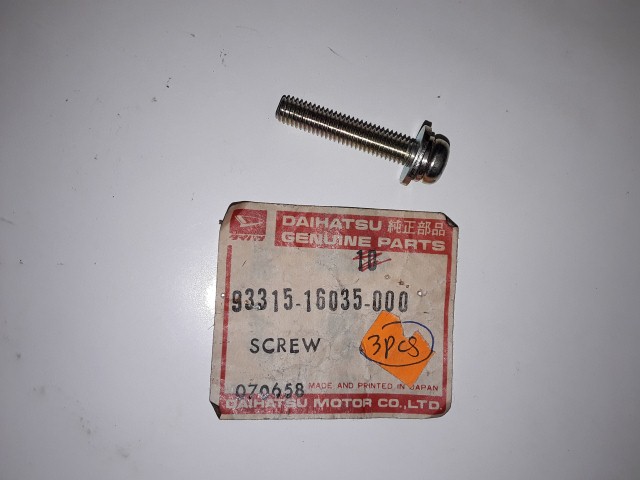 DAIHATSU 純正部品
GENUINE PARTS
10
93315-16035-000
SCREW
3PCS
070658
MADE AND PRINTED IN JAPAN
DAIHATSU MOTOR CO.,LTD.